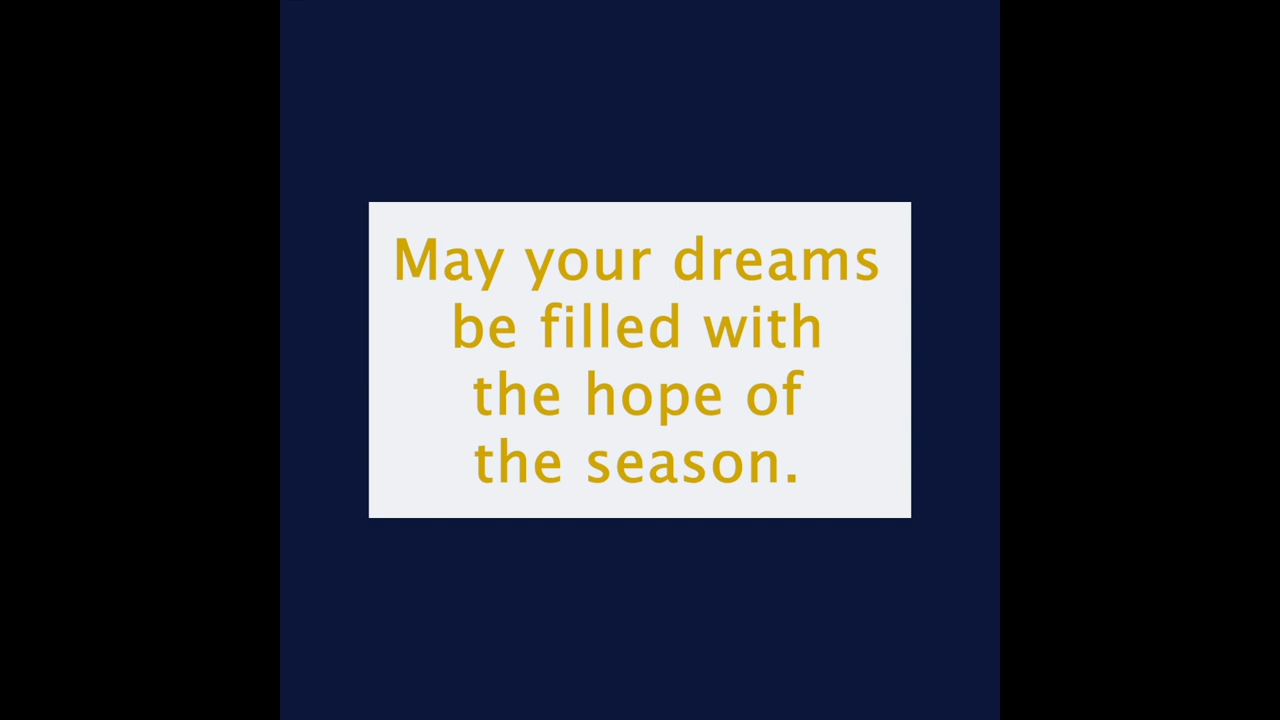 May your dreams
be filled with
the hope of
the season.